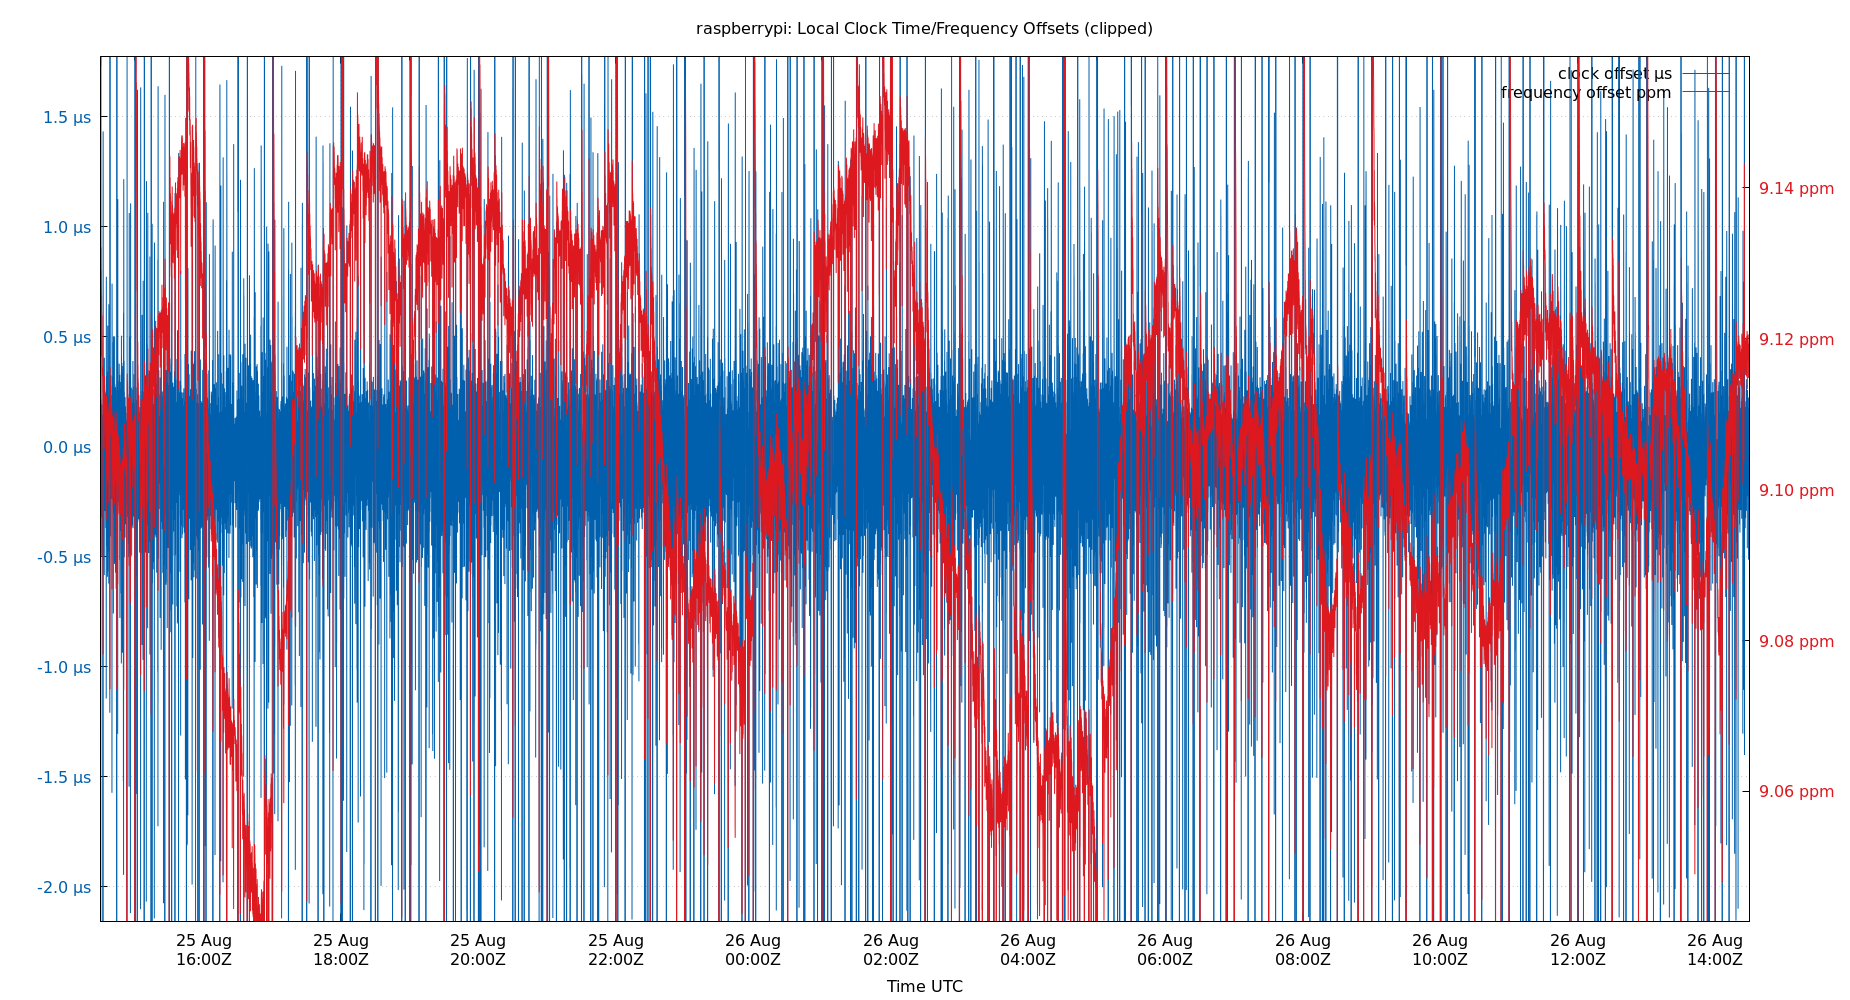 raspberrypi: Local Clock Time/Frequency Offsets (clipped)
clock offset µs
frequency offset ppm
1.5 µs
1.0 µs
0.5 µs
0.0 µs
-0.5 µs
-1.0 µs
-1.5 µs
-2.0 µs
9.14 ppm
9.12 ppm
9.10 ppm
9.08 ppm
9.06 ppm
25 Aug
16:00Z
25 Aug
18:00Z
25 Aug
20:00Z
25 Aug
22:00Z
26 Aug
00:00Z
26 Aug
02:00Z
26 Aug
04:00Z
26 Aug
06:00Z
26 Aug
08:00Z
26 Aug
10:00Z
26 Aug
12:00Z
26 Aug
14:00Z
Time UTC